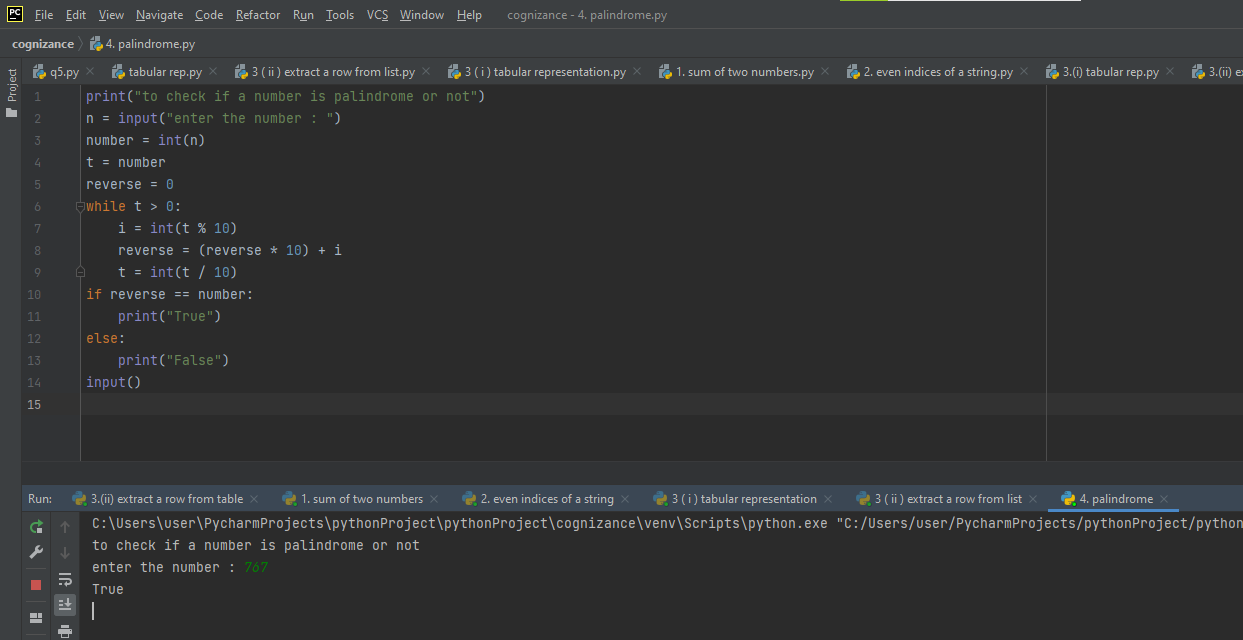 PC File Edit View Navigate Code Refactor Run Tools VCS Window Help cognizance - 4. palindrome.py
cognizance 4. palindrome.py
Project
q5.py tabular rep.py 3 ( ii ) extract a row from list.py 3 ( i ) tabular representation.py 1. sum of two numbers.py 2. even indices of a string.py 3.(i) tabular rep.py 3.(ii) e
1 print("to check if a number is palindrome or not")
2 n = input("enter the number : ")
3 number = int(n)
4 t = number
5 reverse = 0
6 while t > 0:
7 i = int(t % 10)
8 reverse = (reverse * 10) + i
9 t = int(t / 10)
10 if reverse == number:
11 print("True")
12 else:
13 print("False")
14 input()
15
Run: 3.(ii) extract a row from table 1. sum of two numbers 2. even indices of a string 3 ( i ) tabular representation 3 ( ii ) extract a row from list 4. palindrome
C:\Users\user\PycharmProjects\pythonProject\pythonProject\cognizance\venv\Scripts\python.exe "C:/Users/user/PycharmProjects/pythonProject/python
to check if a number is palindrome or not
enter the number : 767
True